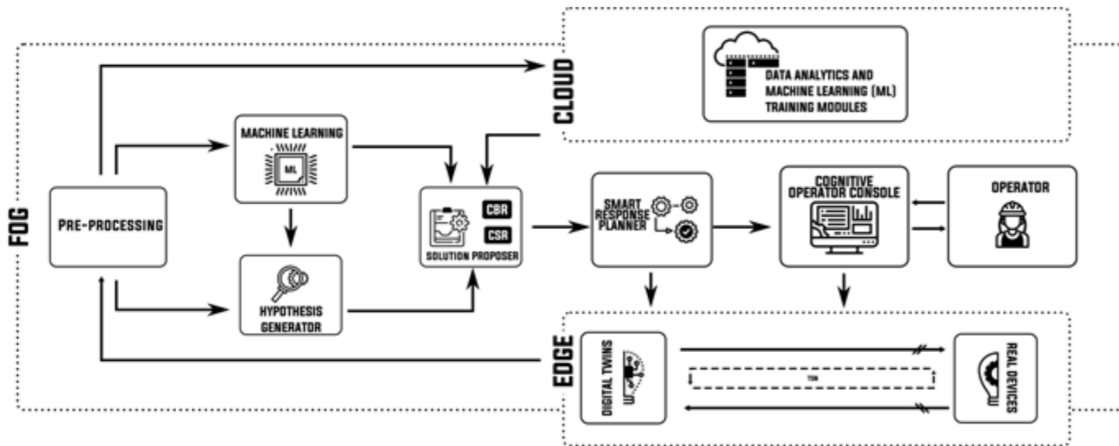 FOG
PRE-PROCESSING
MACHINE LEARNING
ML
HYPOTHESIS
GENERATOR
CBR
CSR
SOLUTION PROPOSER
CLOUD
DATA ANALYTICS AND
MACHINE LEARNING (ML)
TRAINING MODULES
SMART
RESPONSE
PLANNER
COGNITIVE
OPERATOR CONSOLE
OPERATOR
EDGE
DIGITAL TWINS
TSN
REAL DEVICES